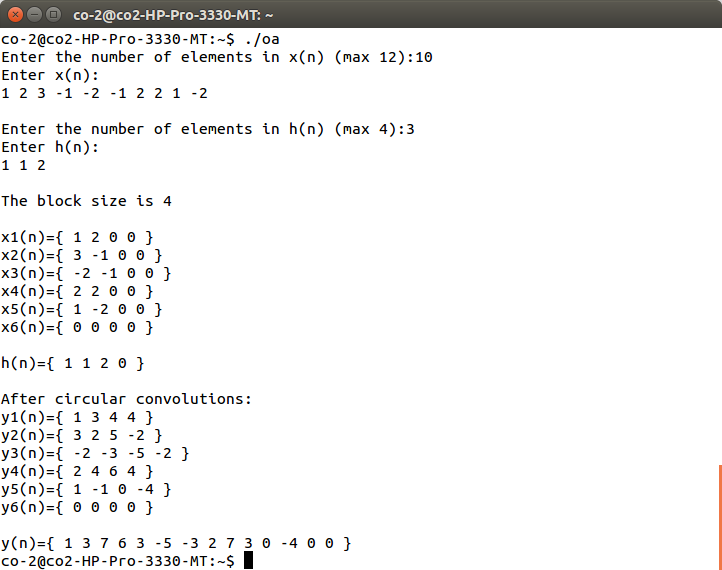 co-2@co2-HP-Pro-3330-MT: ~
co-2@co2-HP-Pro-3330-MT:~$ ./oa
Enter the number of elements in x(n) (max 12):10
Enter x(n):
1 2 3 -1 -2 -1 2 2 1 -2
Enter the number of elements in h(n) (max 4):3
Enter h(n):
1 1 2
The block size is 4
x1(n)={ 1 2 0 0 }
x2(n)={ 3 -1 0 0 }
x3(n)={ -2 -1 0 0 }
x4(n)={ 2 2 0 0 }
x5(n)={ 1 -2 0 0 }
x6(n)={ 0 0 0 0 }
h(n)={ 1 1 2 0 }
After circular convolutions:
y1(n)={ 1 3 4 4 }
y2(n)={ 3 2 5 -2 }
y3(n)={ -2 -3 -5 -2 }
y4(n)={ 2 4 6 4 }
y5(n)={ 1 -1 0 -4 }
y6(n)={ 0 0 0 0 }
y(n)={ 1 3 7 6 3 -5 -3 2 7 3 0 -4 0 0 }
co-2@co2-HP-Pro-3330-MT:~$